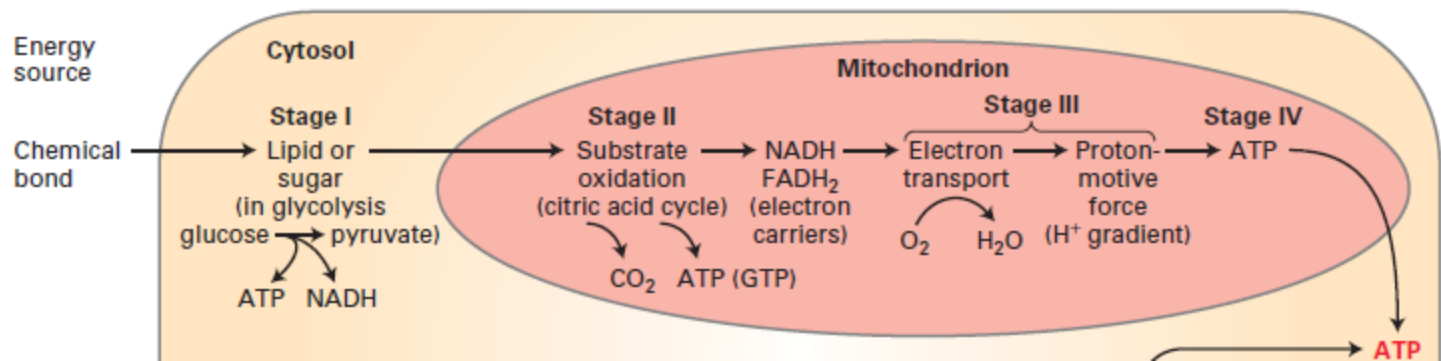 Energy
source
Cytosol
Mitochondrion
Stage I
Stage II
Stage III
Stage IV
Chemical
bond
Lipid or
sugar
(in glycolysis
glucose pyruvate)
ATP NADH
Substrate
oxidation
(citric acid cycle)
CO₂ ATP (GTP)
NADH
FADH₂
(electron
carriers)
Electron
transport
O₂ H₂O
Proton-
motive
force
(H⁺ gradient)
ATP
ATP